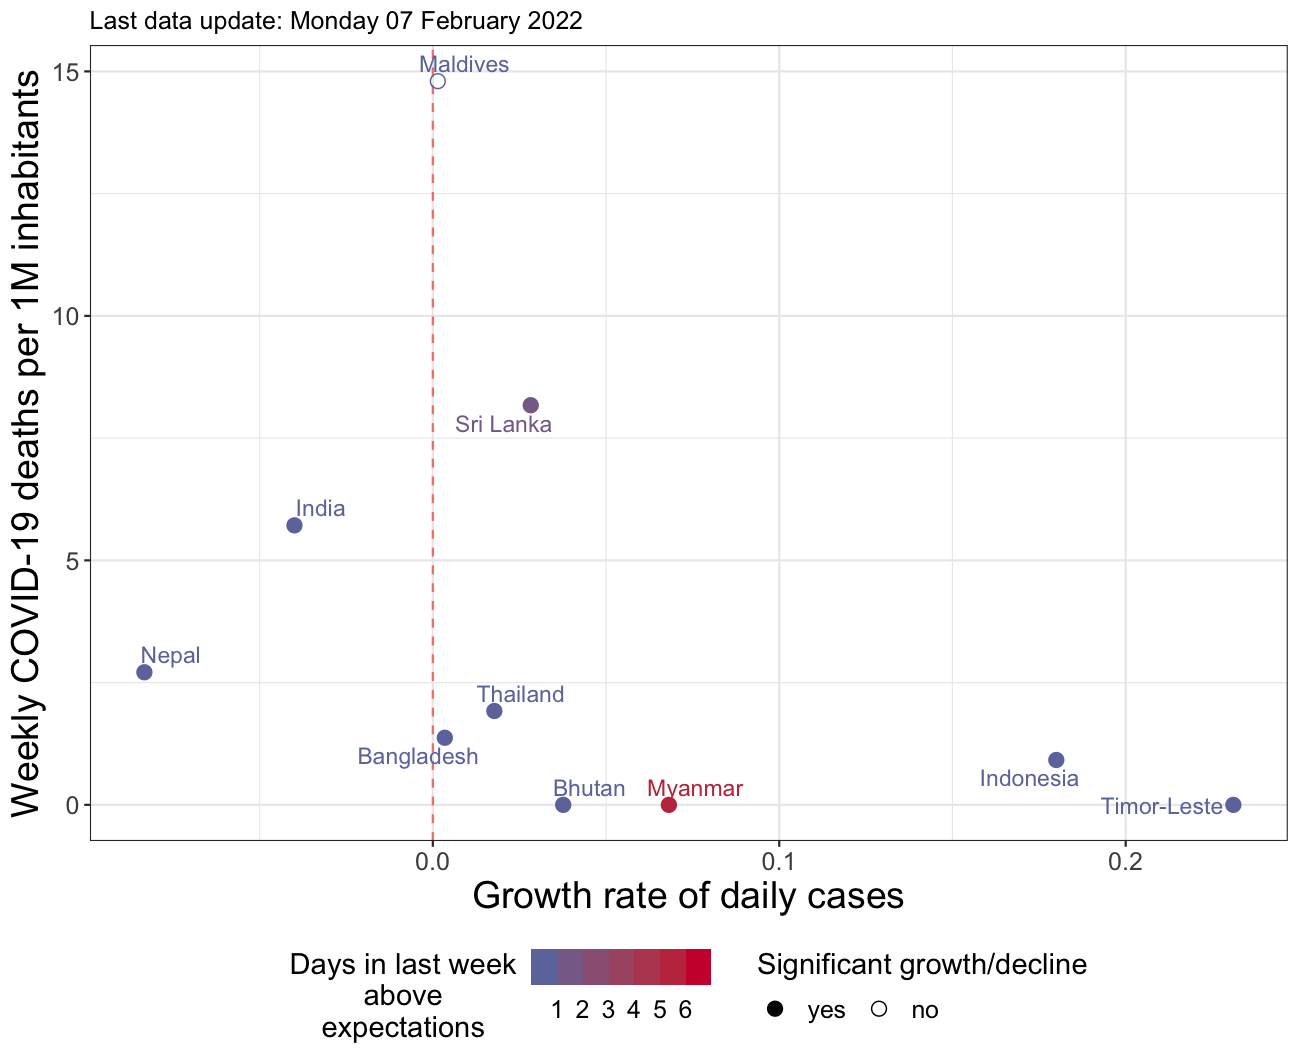 Last data update: Monday 07 February 2022
Weekly COVID-19 deaths per 1M inhabitants
15
10
5
0
Maldives
Sri Lanka
India
Nepal
Thailand
Bangladesh
Bhutan
Myanmar
Indonesia
Timor-Leste
0.0
0.1
0.2
Growth rate of daily cases
Days in last week
above
expectations
1 2 3 4 5 6
Significant growth/decline
yes no